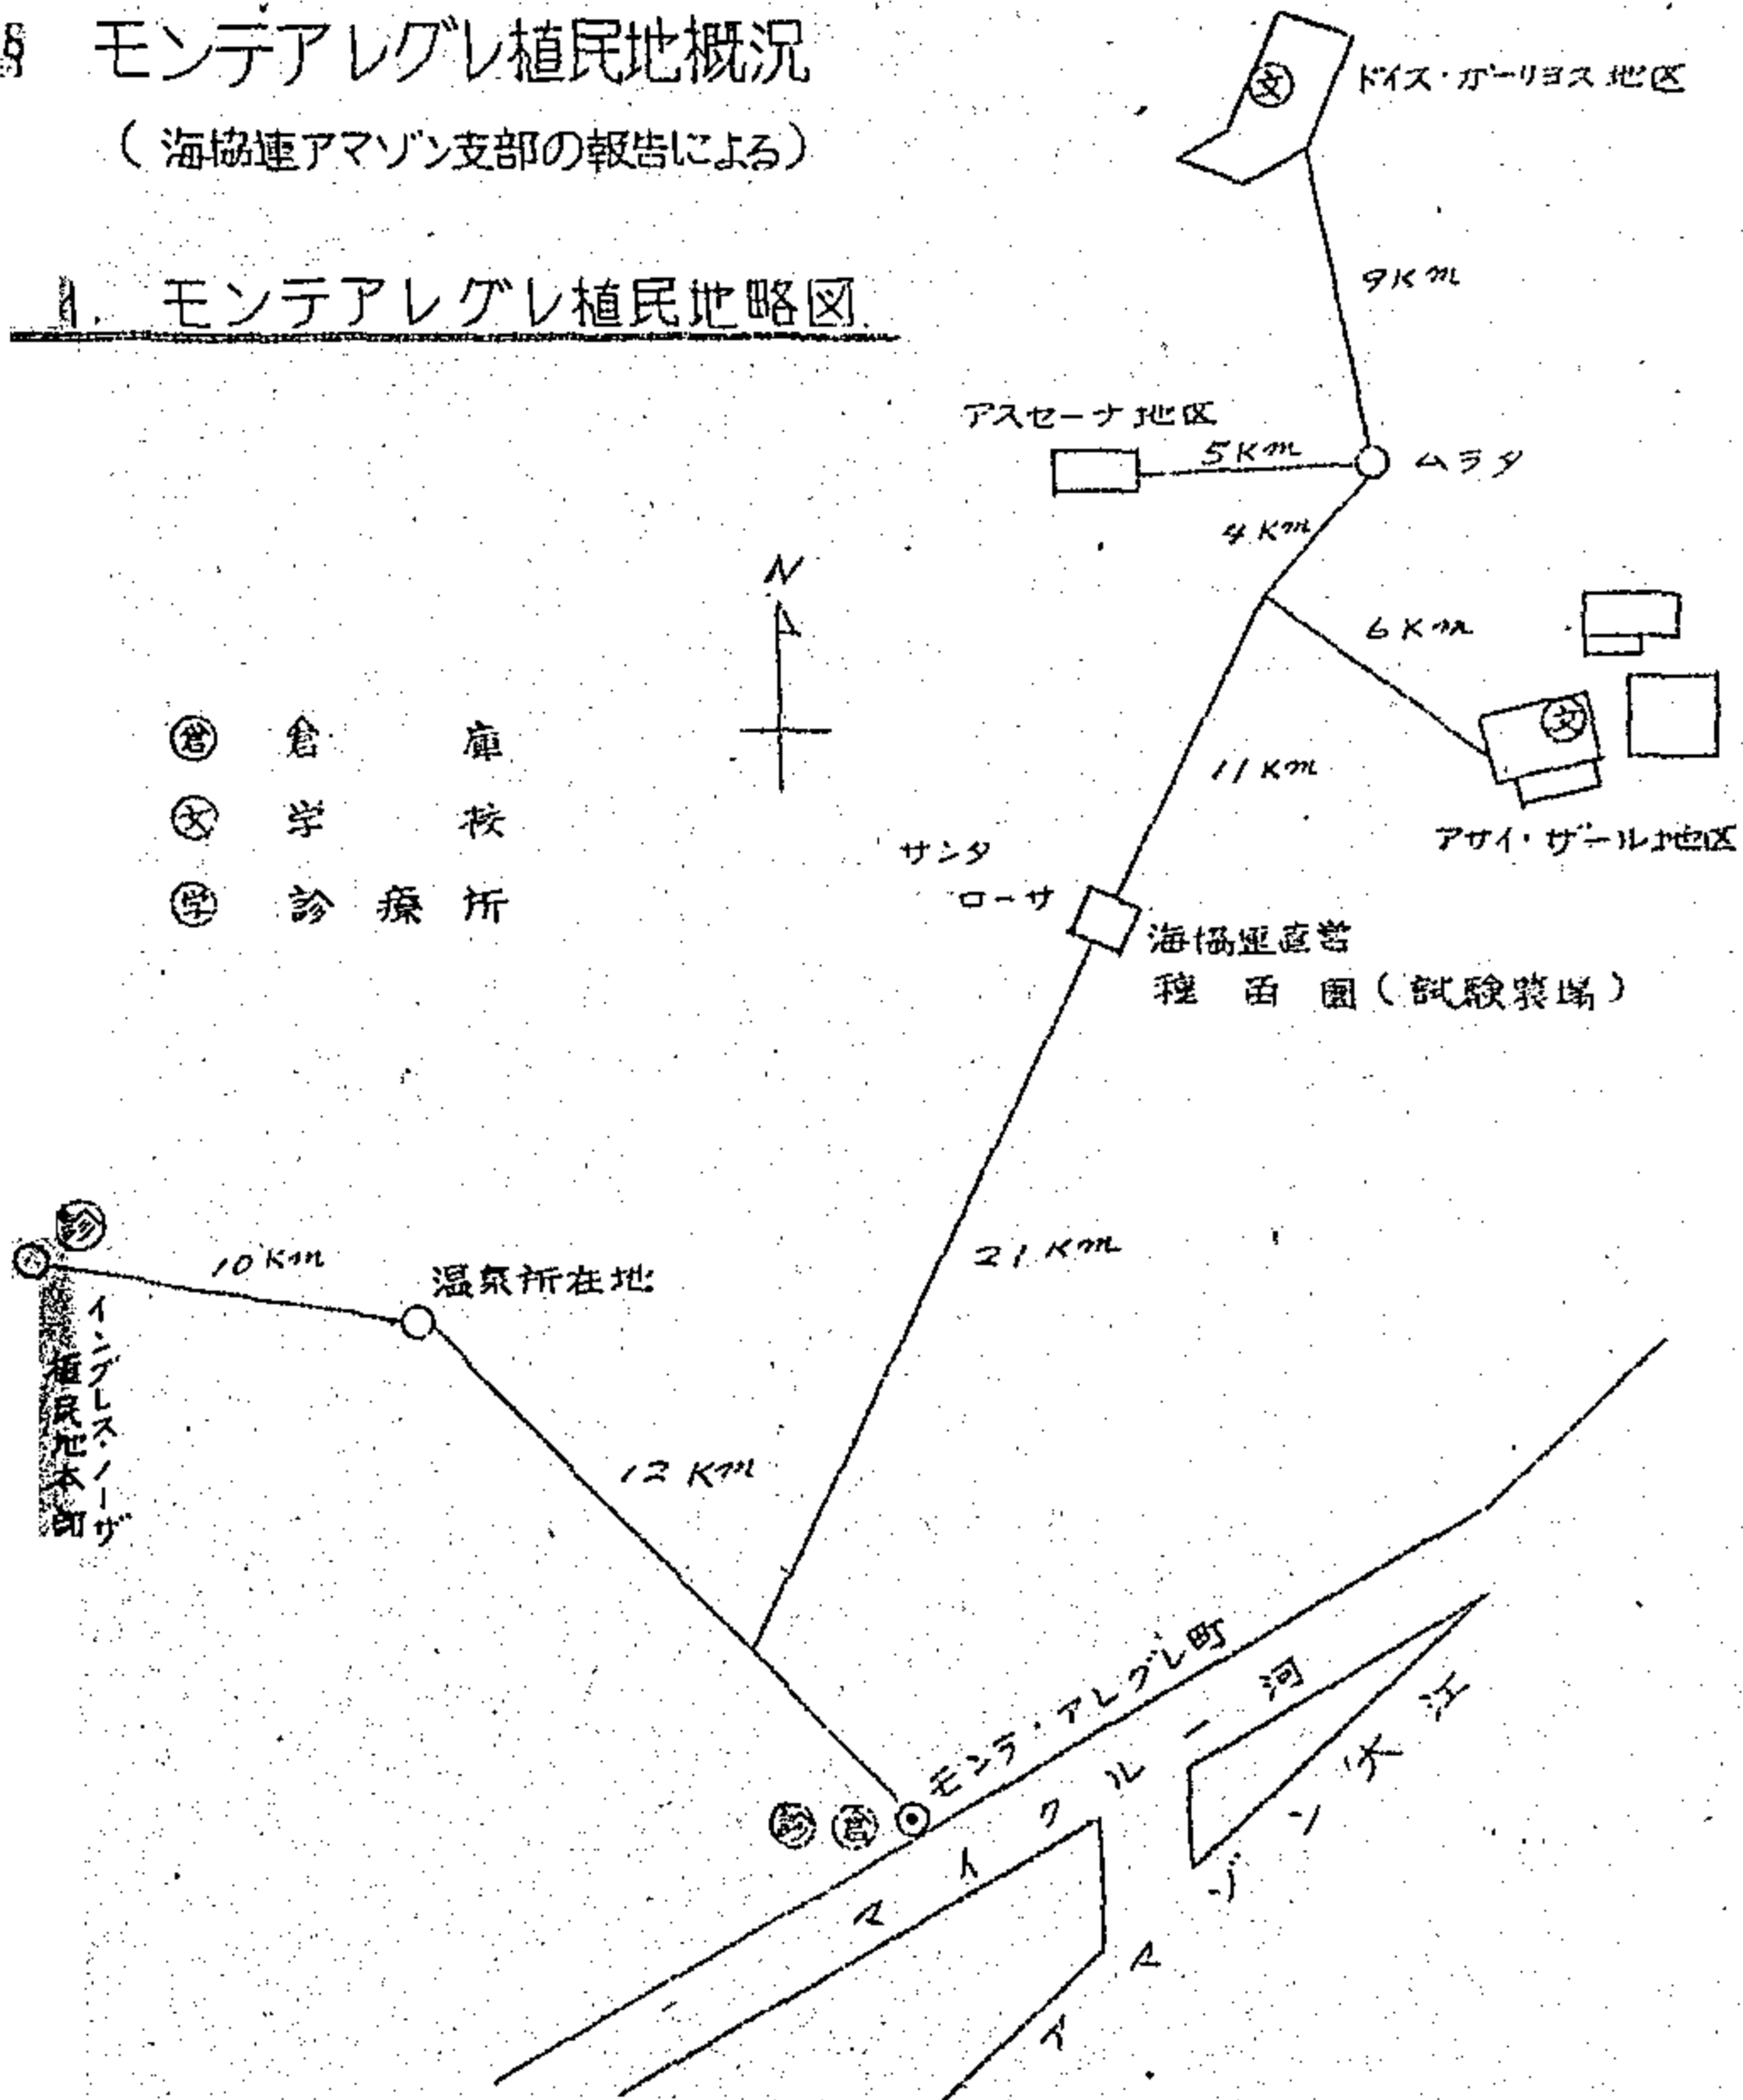 モンテアレグレ植民地概況
(海協連アマゾン支部の報告による)
1. モンテアレグレ植民地略図
ドイス・ガーリョス地区
9Km
アスセーナ地区
5Km
ムラタ
4Km
N
6Km
倉 倉庫
文 学校
診療所
11Km
文
文
アサイ・ザール地区
サンタ
ローサ
海協連直営
種苗園(試験農場)
診
10Km
温泉所在地
21Km
イングレス・ノーザ
植民地本部
12Km
モンテ・アレグレ町
診 倉
マイクルー河
アマゾン大江